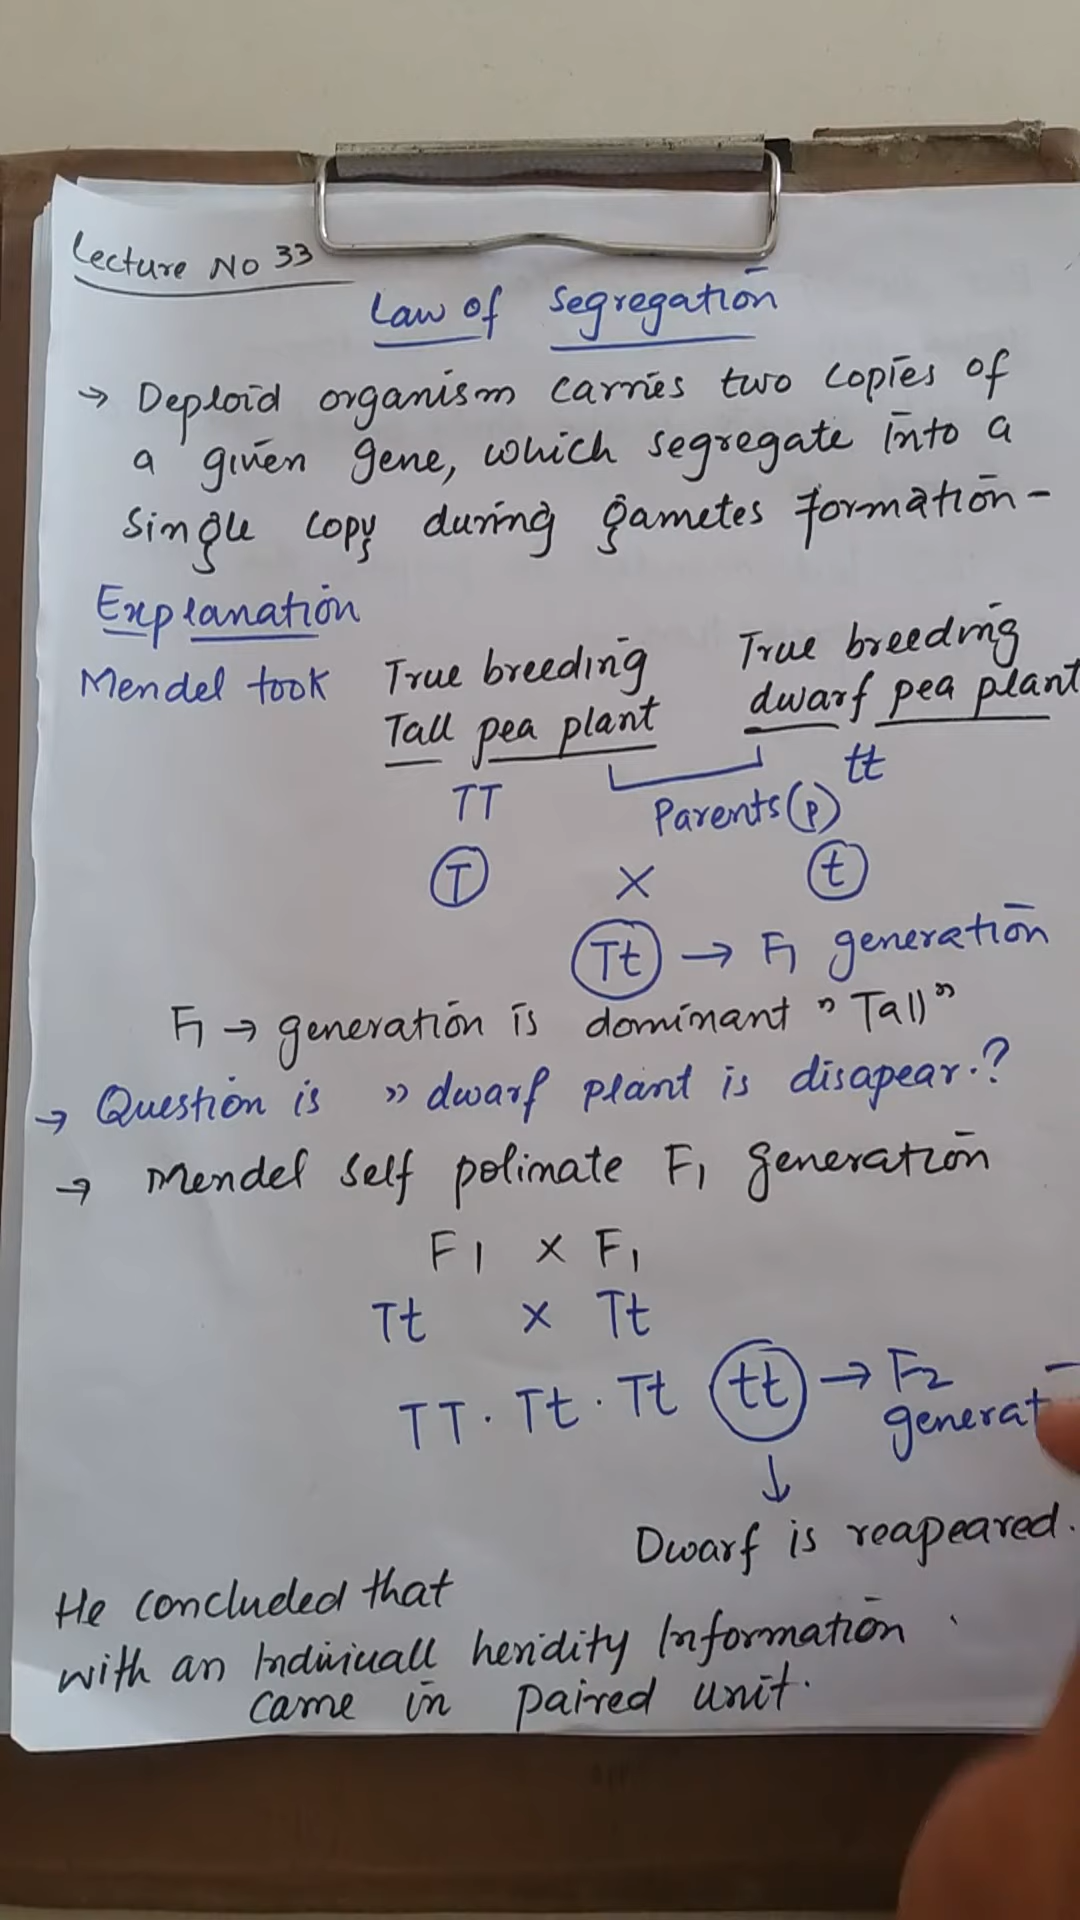 Lecture No 33
Law of Segregation
→ Deploid organism carries two copies of
a given gene, which segregate into a
single copy during gametes formation-
Explanation
Mendel took True breeding True breeding
Tall pea plant dwarf pea plant
TT tt
Parents (P)
T × t
Tt → F1 generation
F1 → generation is dominant "Tall"
→ Question is " dwarf plant is disapear.?
→ Mendel self polinate F1 generation
F1 × F1
Tt × Tt
TT . Tt . Tt tt → F2
generat
↓
Dwarf is reapeared.
He concluded that
with an Indivicuall heridity Information
came in paired unit.